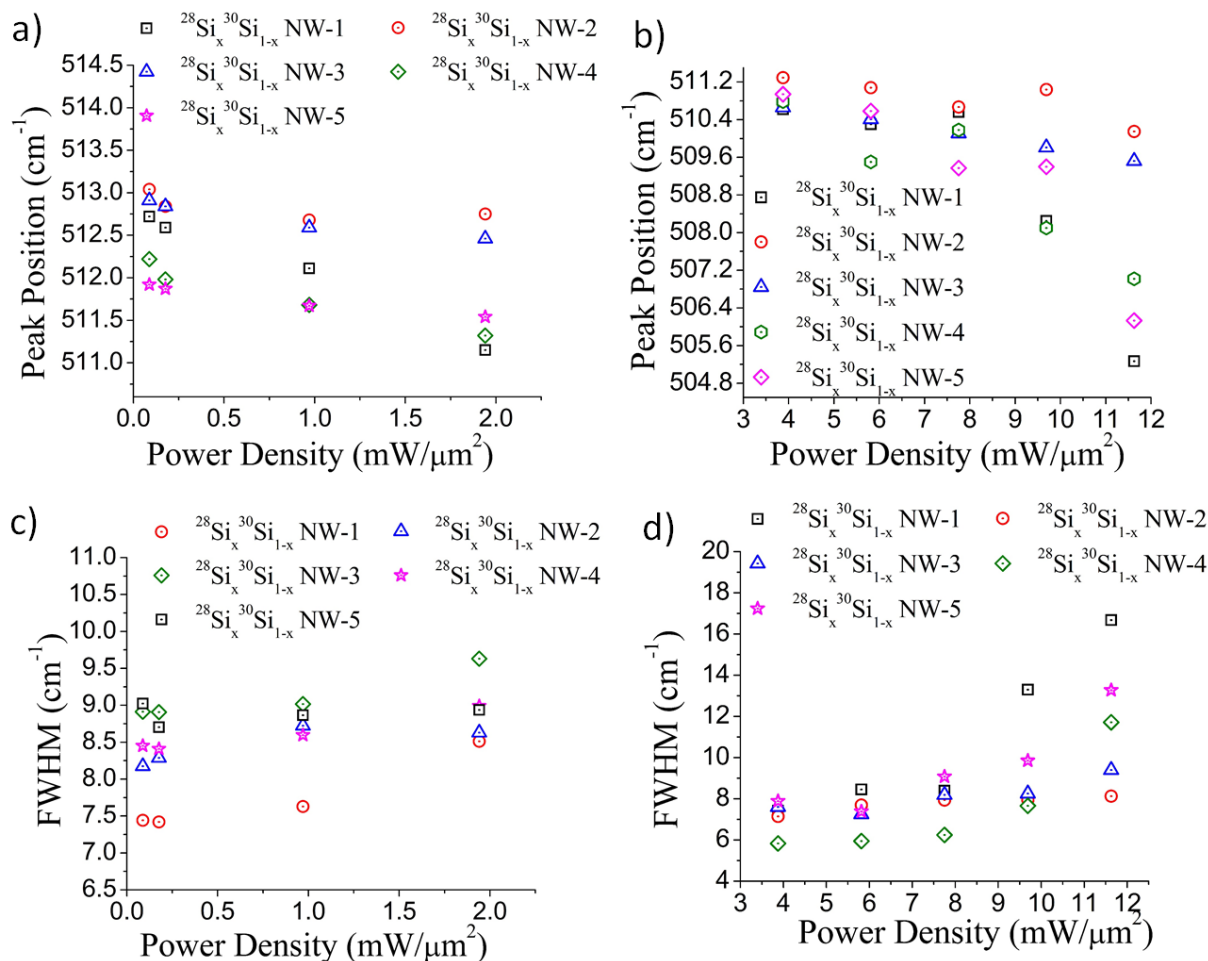 a)
²⁸Siₓ³⁰Si₁₋ₓ NW-1 ²⁸Siₓ³⁰Si₁₋ₓ NW-2
²⁸Siₓ³⁰Si₁₋ₓ NW-3 ²⁸Siₓ³⁰Si₁₋ₓ NW-4
²⁸Siₓ³⁰Si₁₋ₓ NW-5
514.5
514.0
513.5
513.0
512.5
512.0
511.5
511.0
Peak Position (cm⁻¹)
0.0 0.5 1.0 1.5 2.0
Power Density (mW/μm²)
b)
511.2
510.4
509.6
508.8
508.0
507.2
506.4
505.6
504.8
Peak Position (cm⁻¹)
²⁸Siₓ³⁰Si₁₋ₓ NW-1
²⁸Siₓ³⁰Si₁₋ₓ NW-2
²⁸Siₓ³⁰Si₁₋ₓ NW-3
²⁸Siₓ³⁰Si₁₋ₓ NW-4
²⁸Siₓ³⁰Si₁₋ₓ NW-5
3 4 5 6 7 8 9 10 11 12
Power Density (mW/μm²)
c)
²⁸Siₓ³⁰Si₁₋ₓ NW-1 ²⁸Siₓ³⁰Si₁₋ₓ NW-2
²⁸Siₓ³⁰Si₁₋ₓ NW-3 ²⁸Siₓ³⁰Si₁₋ₓ NW-4
²⁸Siₓ³⁰Si₁₋ₓ NW-5
11.0
10.5
10.0
9.5
9.0
8.5
8.0
7.5
7.0
6.5
FWHM (cm⁻¹)
0.0 0.5 1.0 1.5 2.0
Power Density (mW/μm²)
d)
²⁸Siₓ³⁰Si₁₋ₓ NW-1 ²⁸Siₓ³⁰Si₁₋ₓ NW-2
²⁸Siₓ³⁰Si₁₋ₓ NW-3 ²⁸Siₓ³⁰Si₁₋ₓ NW-4
²⁸Siₓ³⁰Si₁₋ₓ NW-5
20
18
16
14
12
10
8
6
4
FWHM (cm⁻¹)
3 4 5 6 7 8 9 10 11 12
Power Density (mW/μm²)